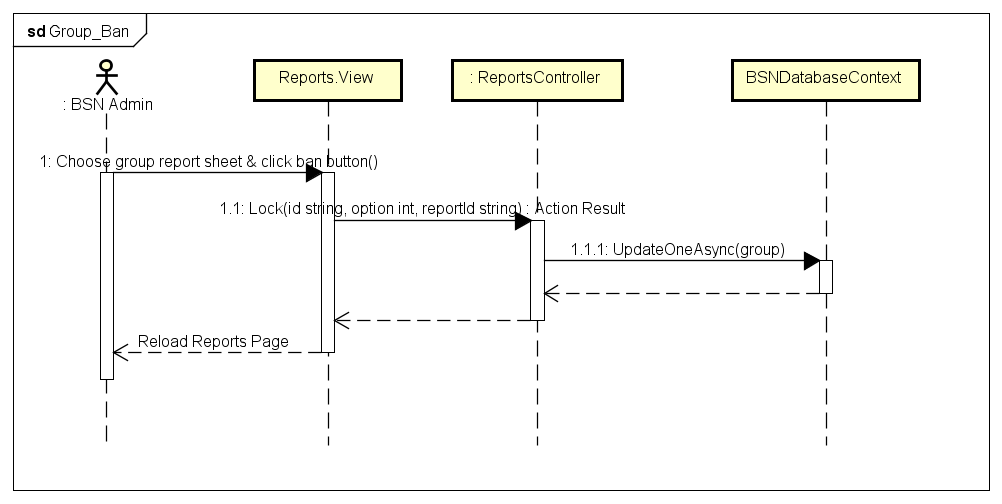 sd Group_Ban
: BSN Admin
Reports.View
: ReportsController
BSNDatabaseContext
1: Choose group report sheet & click ban button()
1.1: Lock(id string, option int, reportId string) : Action Result
1.1.1: UpdateOneAsync(group)
Reload Reports Page